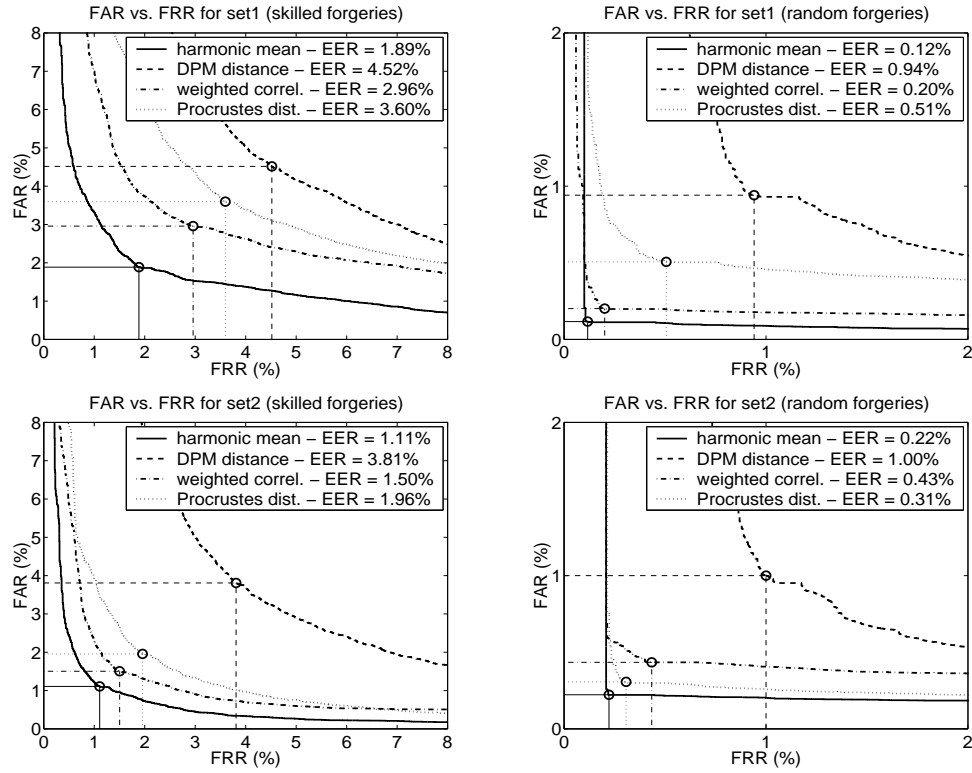 FAR vs. FRR for set1 (skilled forgeries)
8
7
6
5
4
3
2
1
0
FAR (%)
harmonic mean – EER = 1.89%
DPM distance – EER = 4.52%
weighted correl. – EER = 2.96%
Procrustes dist. – EER = 3.60%
0 1 2 3 4 5 6 7 8
FRR (%)
FAR vs. FRR for set1 (random forgeries)
2
1
0
FAR (%)
harmonic mean – EER = 0.12%
DPM distance – EER = 0.94%
weighted correl. – EER = 0.20%
Procrustes dist. – EER = 0.51%
0 1 2
FRR (%)
FAR vs. FRR for set2 (skilled forgeries)
8
7
6
5
4
3
2
1
0
FAR (%)
harmonic mean – EER = 1.11%
DPM distance – EER = 3.81%
weighted correl. – EER = 1.50%
Procrustes dist. – EER = 1.96%
0 1 2 3 4 5 6 7 8
FRR (%)
FAR vs. FRR for set2 (random forgeries)
2
1
0
FAR (%)
harmonic mean – EER = 0.22%
DPM distance – EER = 1.00%
weighted correl. – EER = 0.43%
Procrustes dist. – EER = 0.31%
0 1 2
FRR (%)